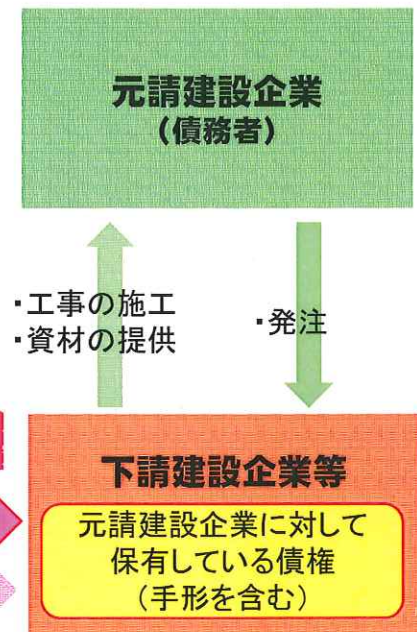 元請建設企業
（債務者）
・工事の施工
・資材の提供
・発注
下請建設企業等
元請建設企業に対して
保有している債権
（手形を含む）